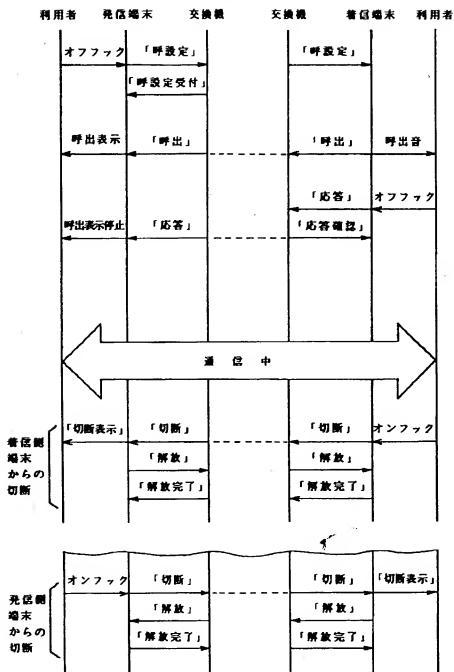 利用者 発信端末 交換機 交換機 着信端末 利用者
オフフック 「呼設定」 「呼設定」
「呼設定受付」
呼出表示 「呼出」 「呼出」 呼出音
「応答」 オフフック
呼出表示停止 「応答」 「応答確認」
通信中
着信側
端末
からの
切断
「切断表示」 「切断」 「切断」 オンフック
「解放」 「解放」
「解放完了」 「解放完了」
発信側
端末
からの
切断
オンフック 「切断」 「切断」 「切断表示」
「解放」 「解放」
「解放完了」 「解放完了」